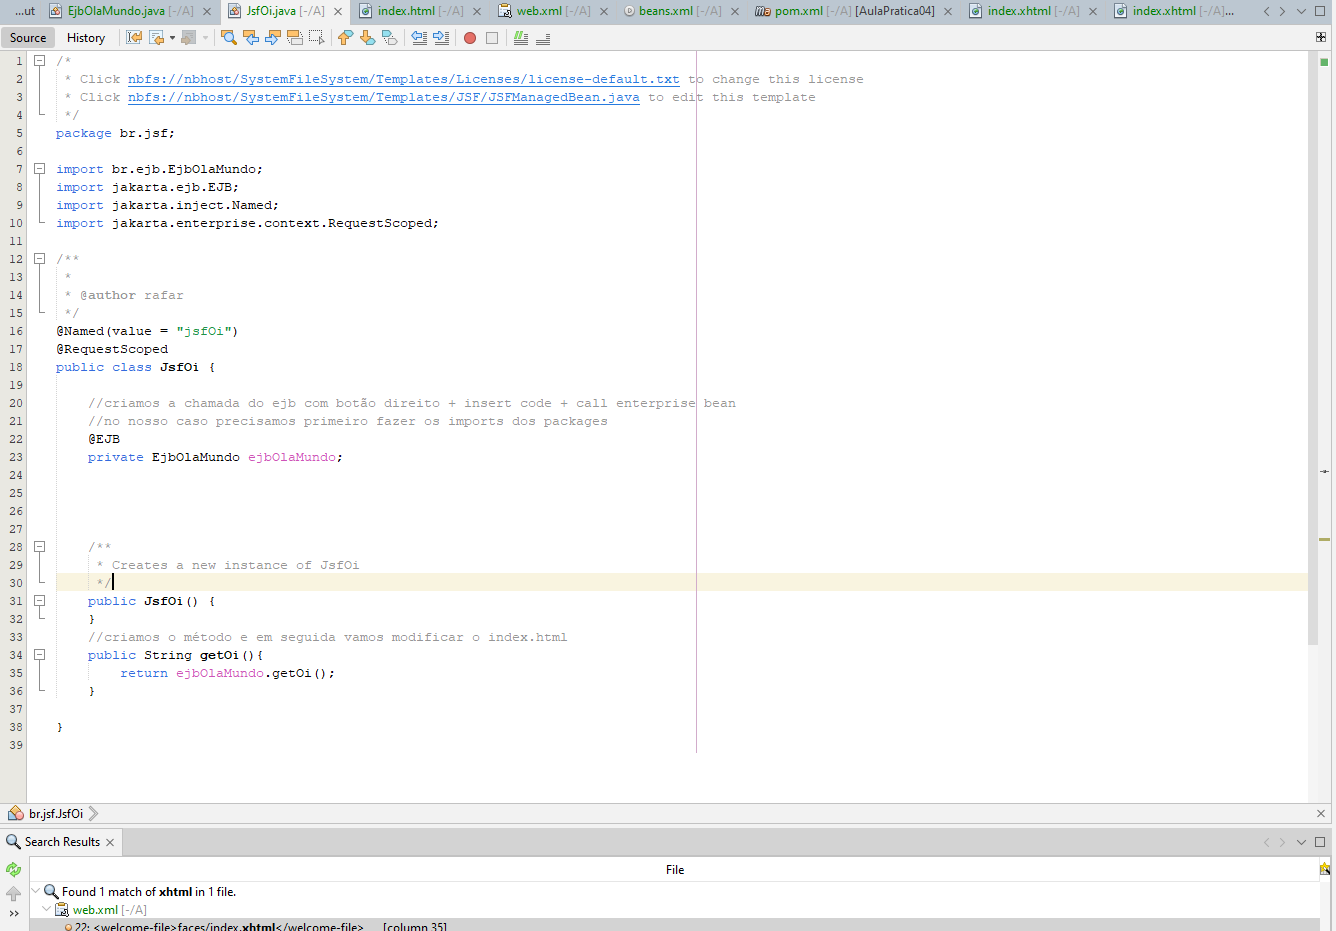 ...ut EjbOlaMundo.java [-/A] JsfOi.java [-/A] index.html [-/A] web.xml [-/A] beans.xml [-/A] pom.xml [-/A] [AulaPratica04] index.xhtml [-/A] index.xhtml [-/A]...
Source History
1 /*
2 * Click nbfs://nbhost/SystemFileSystem/Templates/Licenses/license-default.txt to change this license
3 * Click nbfs://nbhost/SystemFileSystem/Templates/JSF/JSFManagedBean.java to edit this template
4 */
5 package br.jsf;
6
7 import br.ejb.EjbOlaMundo;
8 import jakarta.ejb.EJB;
9 import jakarta.inject.Named;
10 import jakarta.enterprise.context.RequestScoped;
11
12 /**
13 *
14 * @author rafar
15 */
16 @Named(value = "jsfOi")
17 @RequestScoped
18 public class JsfOi {
19
20 //criamos a chamada do ejb com botão direito + insert code + call enterprise bean
21 //no nosso caso precisamos primeiro fazer os imports dos packages
22 @EJB
23 private EjbOlaMundo ejbOlaMundo;
24
25
26
27
28 /**
29 * Creates a new instance of JsfOi
30 */
31 public JsfOi() {
32 }
33 //criamos o método e em seguida vamos modificar o index.html
34 public String getOi(){
35 return ejbOlaMundo.getOi();
36 }
37
38 }
39
br.jsf.JsfOi
Search Results
File
Found 1 match of xhtml in 1 file.
web.xml [-/A]
22: <welcome-file>faces/index.xhtml</welcome-file> [column 35]